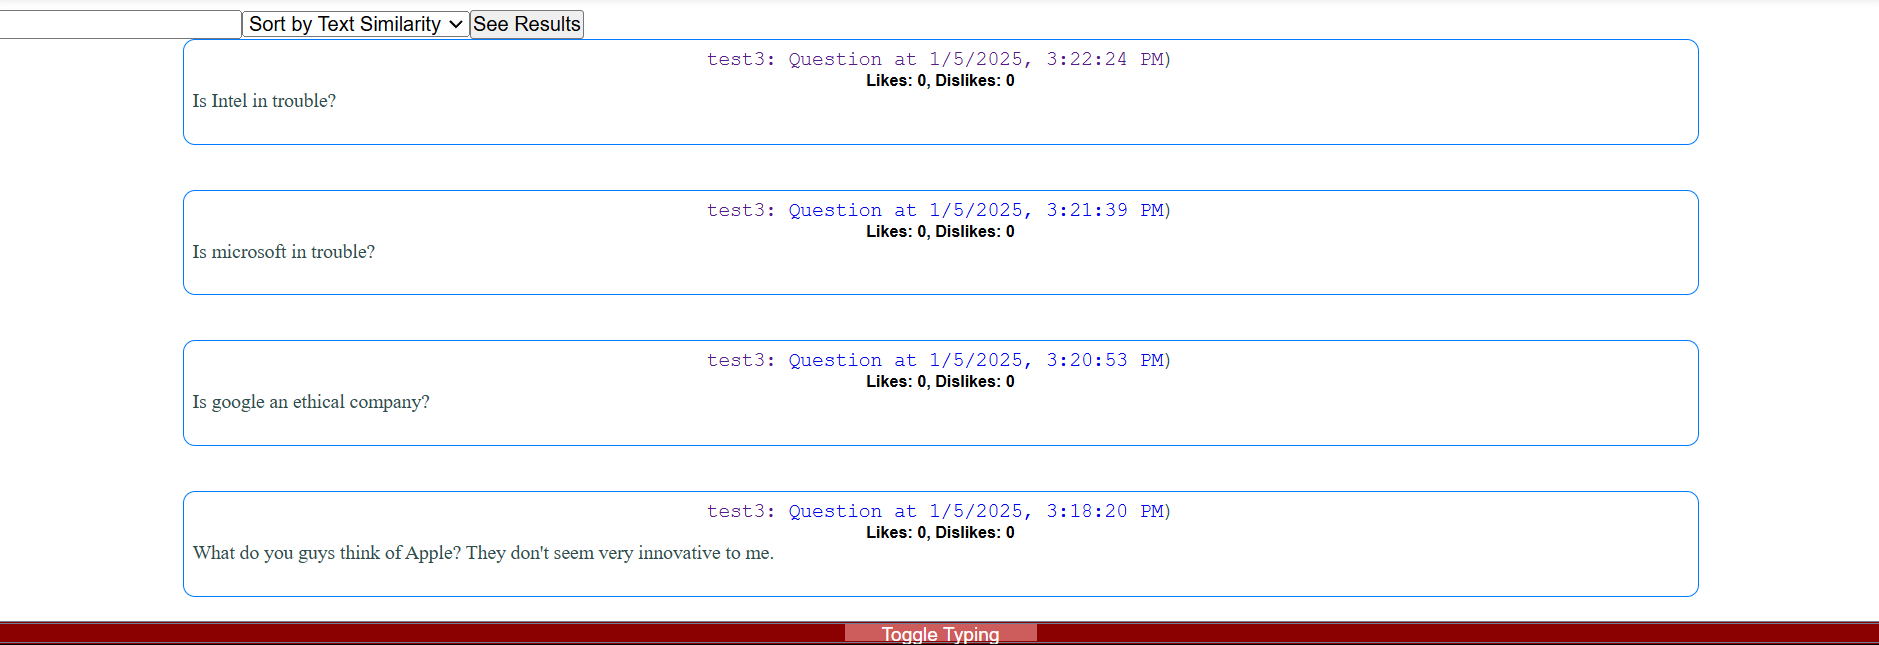 Sort by Text Similarity See Results
test3: Question at 1/5/2025, 3:22:24 PM)
Likes: 0, Dislikes: 0
Is Intel in trouble?
test3: Question at 1/5/2025, 3:21:39 PM)
Likes: 0, Dislikes: 0
Is microsoft in trouble?
test3: Question at 1/5/2025, 3:20:53 PM)
Likes: 0, Dislikes: 0
Is google an ethical company?
test3: Question at 1/5/2025, 3:18:20 PM)
Likes: 0, Dislikes: 0
What do you guys think of Apple? They don't seem very innovative to me.
Toggle Typing